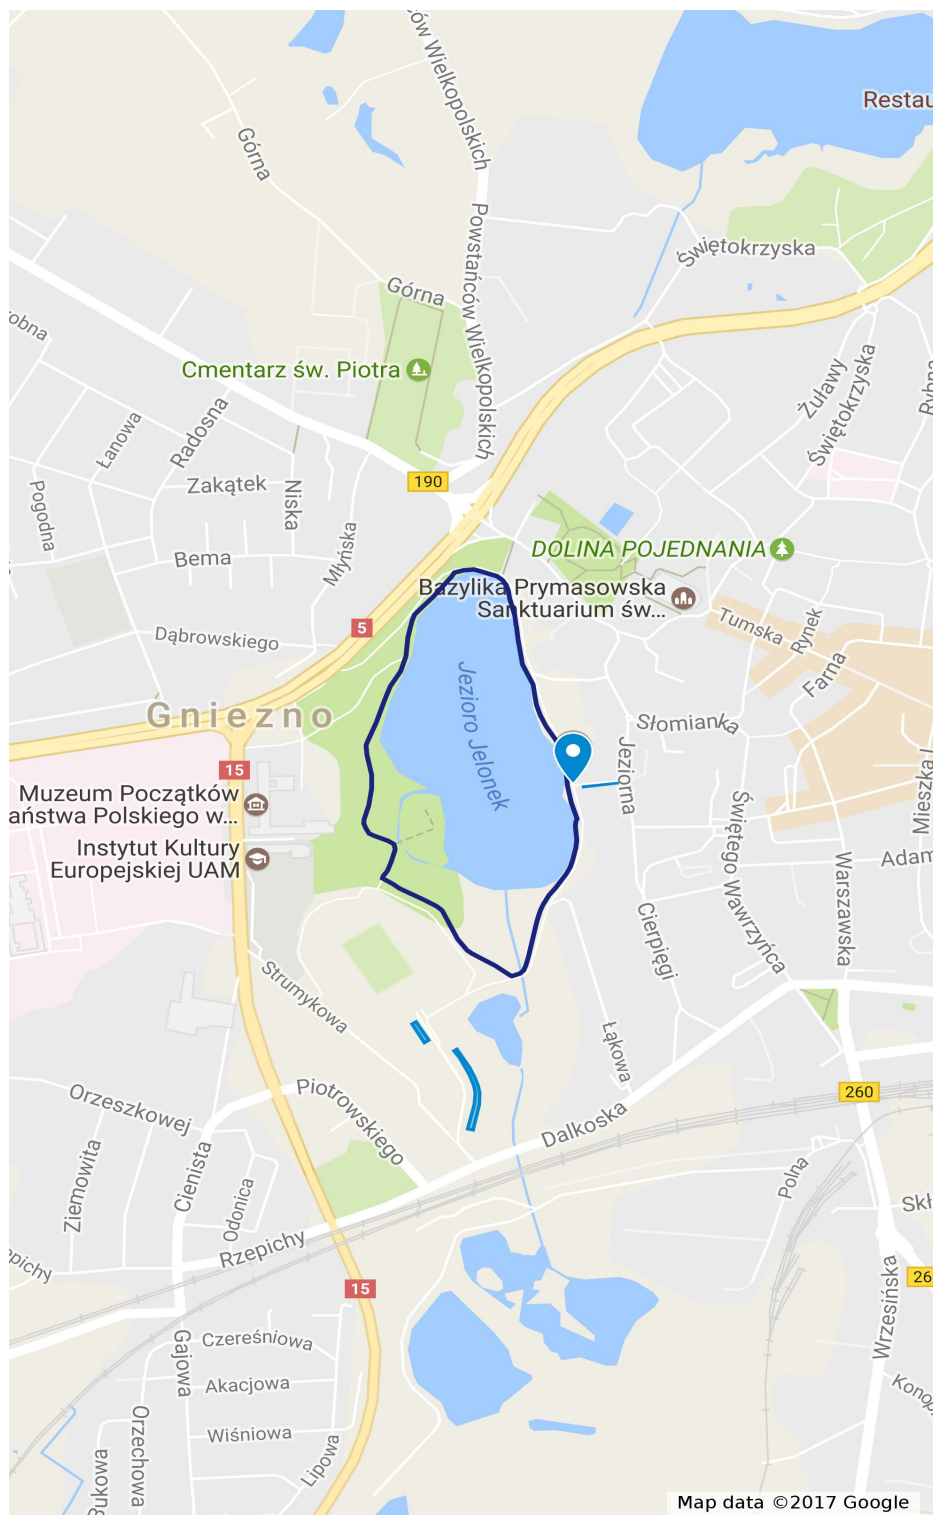 ców Wielkopolskich
Restau
Górna
Powstańców Wielkopolskich
Świętokrzyska
Górna
obna
Cmentarz św. Piotra
Żuławy
Świętokrzyska
Łanowa
Radosna
190
Zakątek
Niska
Pogodna
Młyńska
Bema
DOLINA POJEDNANIA
Bazylika Prymasowska
Sanktuarium św...
Tumska
Rynek
5
Dąbrowskiego
Farna
Jezioro Jelonek
Gniezno
Słomianka
Jeziorna
15
Muzeum Początków
aństwa Polskiego w...
Świętego Wawrzyńca
Mieszka I
Instytut Kultury
Europejskiej UAM
Warszawska
Adam
Cierpięgi
Strumykowa
Łąkowa
Orzeszkowej
Piotrowskiego
Dalkoska
260
Ziemowita
Cienista
Odonica
Polna
Skł
Rzepichy
epichy
15
26
Wrzesińska
Gajowa
Czereśniowa
Akacjowa
Konop
Orzechowa
Wiśniowa
Lipowa
Bukowa
Map data ©2017 Google